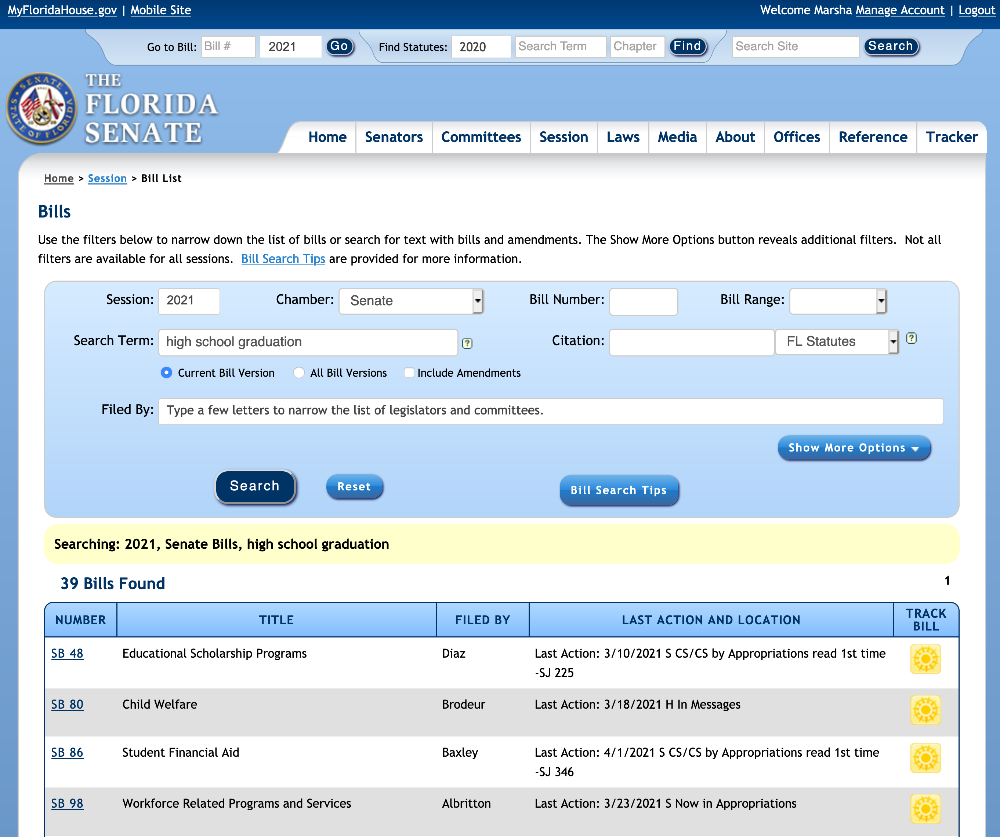 MyFloridaHouse.gov | Mobile Site
Welcome Marsha Manage Account | Logout
Go to Bill: Bill # 2021 Go Find Statutes: 2020 Search Term Chapter Find Search Site Search
SENATE
STATE OF FLORIDA
THE
FLORIDA
SENATE
Home Senators Committees Session Laws Media About Offices Reference Tracker
Home > Session > Bill List
Bills
Use the filters below to narrow down the list of bills or search for text with bills and amendments. The Show More Options button reveals additional filters. Not all
filters are available for all sessions. Bill Search Tips are provided for more information.
Session: 2021 Chamber: Senate Bill Number: Bill Range:
Search Term: high school graduation ? Citation: FL Statutes ?
Current Bill Version All Bill Versions Include Amendments
Filed By: Type a few letters to narrow the list of legislators and committees.
Show More Options
Search Reset Bill Search Tips
Searching: 2021, Senate Bills, high school graduation
39 Bills Found 1
NUMBER TITLE FILED BY LAST ACTION AND LOCATION TRACK
BILL
SB 48 Educational Scholarship Programs Diaz Last Action: 3/10/2021 S CS/CS by Appropriations read 1st time
-SJ 225
SB 80 Child Welfare Brodeur Last Action: 3/18/2021 H In Messages
SB 86 Student Financial Aid Baxley Last Action: 4/1/2021 S CS/CS by Appropriations read 1st time
-SJ 346
SB 98 Workforce Related Programs and Services Albritton Last Action: 3/23/2021 S Now in Appropriations